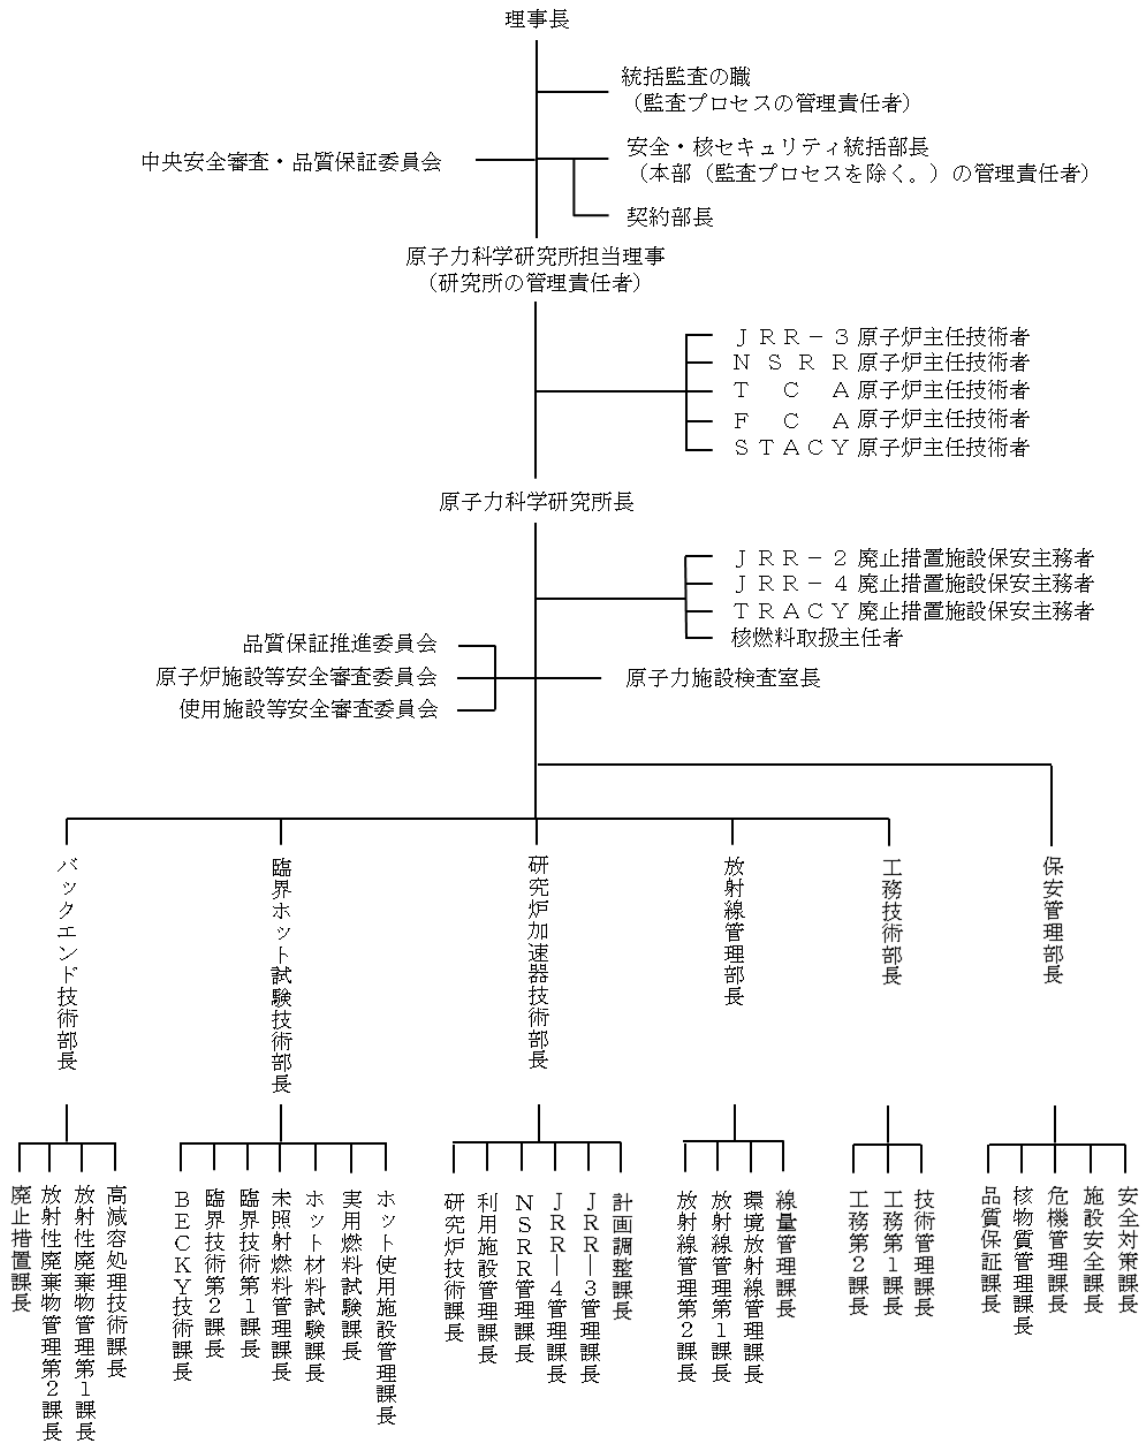 理事長
統括監査の職
（監査プロセスの管理責任者）
中央安全審査・品質保証委員会
安全・核セキュリティ統括部長
（本部（監査プロセスを除く。）の管理責任者）
契約部長
原子力科学研究所担当理事
（研究所の管理責任者）
ＪＲＲ－３原子炉主任技術者
ＮＳＲＲ原子炉主任技術者
ＴＣＡ原子炉主任技術者
ＦＣＡ原子炉主任技術者
ＳＴＡＣＹ原子炉主任技術者
原子力科学研究所長
ＪＲＲ－２廃止措置施設保安主務者
ＪＲＲ－４廃止措置施設保安主務者
ＴＲＡＣＹ廃止措置施設保安主務者
核燃料取扱主任者
品質保証推進委員会
原子炉施設等安全審査委員会
使用施設等安全審査委員会
原子力施設検査室長
バックエンド技術部長
臨界ホット試験技術部長
研究炉加速器技術部長
放射線管理部長
工務技術部長
保安管理部長
廃止措置課長
放射性廃棄物管理第２課長
放射性廃棄物管理第１課長
高減容処理技術課長
ＢＥＣＫＹ技術課長
臨界技術第２課長
臨界技術第１課長
未照射燃料管理課長
ホット材料試験課長
実用燃料試験課長
ホット使用施設管理課長
研究炉技術課長
利用施設管理課長
ＮＳＲＲ管理課長
ＪＲＲ－４管理課長
ＪＲＲ－３管理課長
計画調整課長
放射線管理第２課長
放射線管理第１課長
環境放射線管理課長
線量管理課長
工務第２課長
工務第１課長
技術管理課長
品質保証課長
核物質管理課長
危機管理課長
施設安全課長
安全対策課長